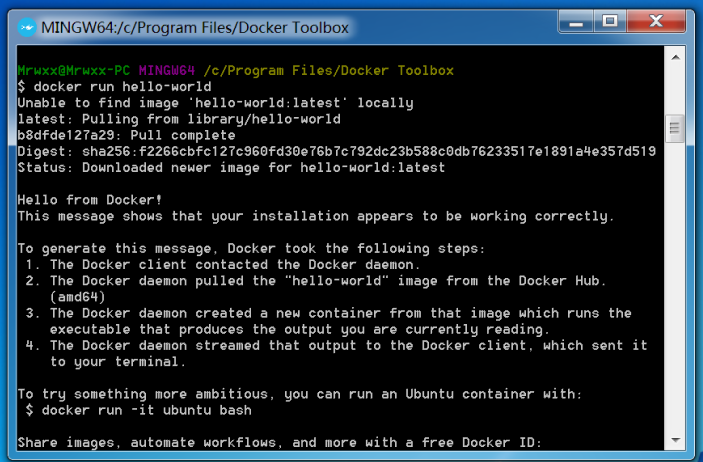 MINGW64:/c/Program Files/Docker Toolbox
Mrwxx@Mrwxx-PC MINGW64 /c/Program Files/Docker Toolbox
$ docker run hello-world
Unable to find image 'hello-world:latest' locally
latest: Pulling from library/hello-world
b8dfde127a29: Pull complete
Digest: sha256:f2266cbfc127c960fd30e76b7c792dc23b588c0db76233517e1891a4e357d519
Status: Downloaded newer image for hello-world:latest
Hello from Docker!
This message shows that your installation appears to be working correctly.
To generate this message, Docker took the following steps:
1. The Docker client contacted the Docker daemon.
2. The Docker daemon pulled the "hello-world" image from the Docker Hub.
(amd64)
3. The Docker daemon created a new container from that image which runs the
executable that produces the output you are currently reading.
4. The Docker daemon streamed that output to the Docker client, which sent it
to your terminal.
To try something more ambitious, you can run an Ubuntu container with:
$ docker run -it ubuntu bash
Share images, automate workflows, and more with a free Docker ID: